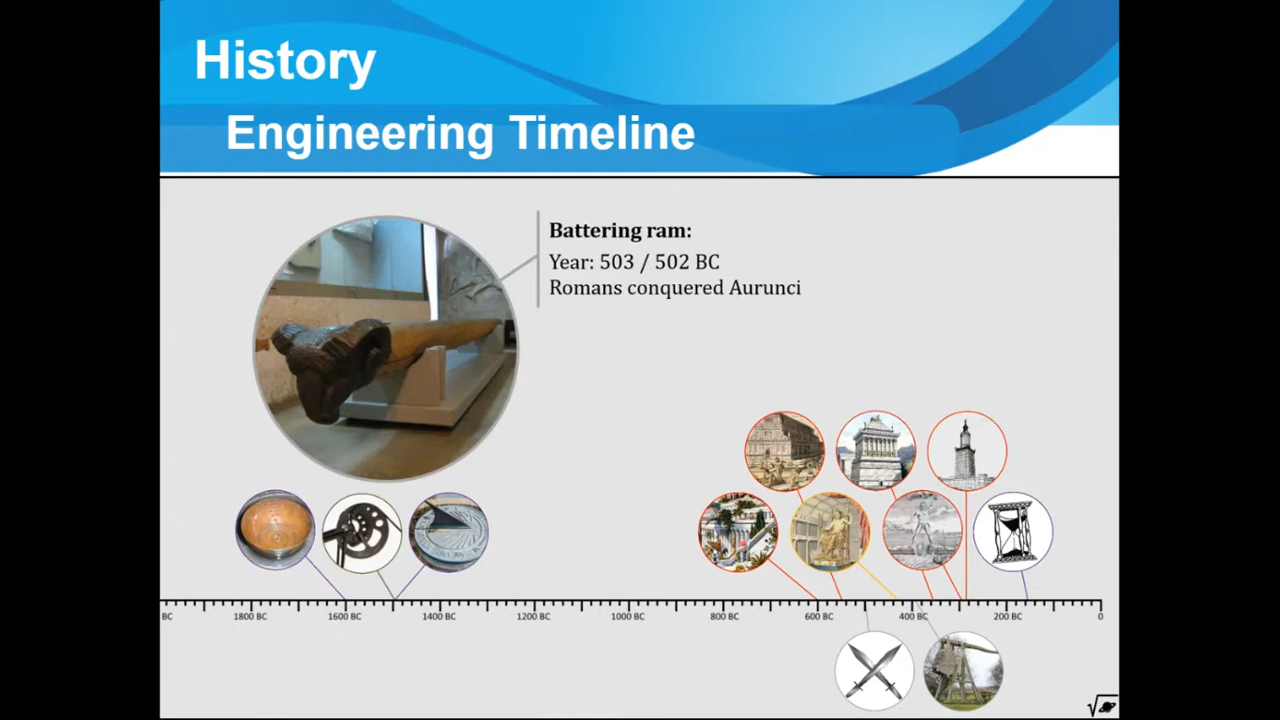 History
Engineering Timeline
Battering ram:
Year: 503 / 502 BC
Romans conquered Aurunci
BC 1800 BC 1600 BC 1400 BC 1200 BC 1000 BC 800 BC 600 BC 400 BC 200 BC 0